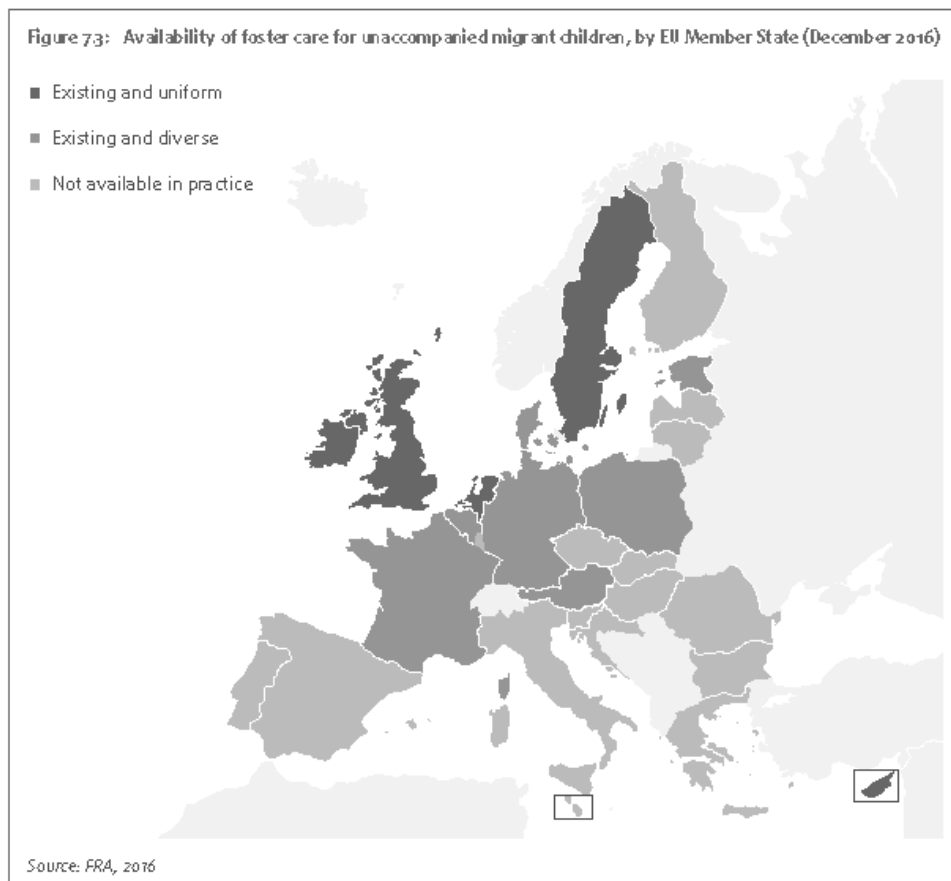 Figure 7.3: Availability of foster care for unaccompanied migrant children, by EU Member State (December 2016)
Existing and uniform
Existing and diverse
Not available in practice
Source: FRA, 2016